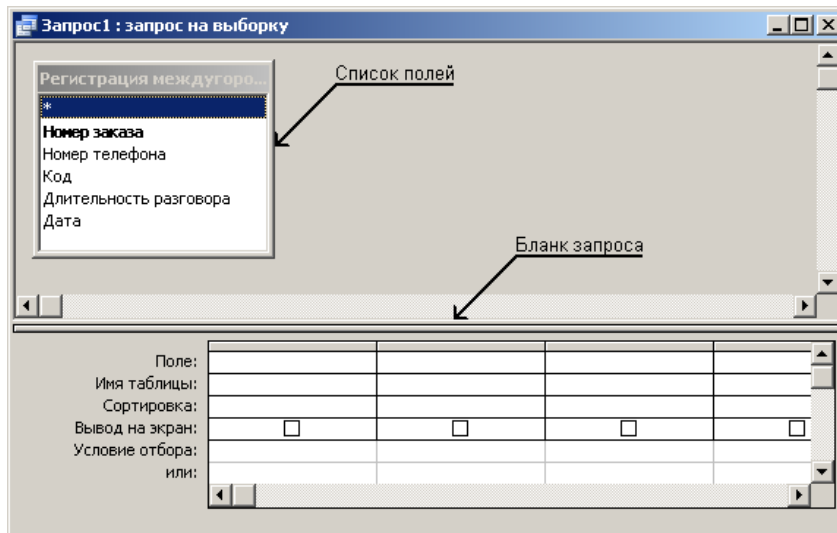 Запрос1 : запрос на выборку
Регистрация междугоро...
Список полей
*
Номер заказа
Номер телефона
Код
Длительность разговора
Дата
Бланк запроса
Поле:
Имя таблицы:
Сортировка:
Вывод на экран:
Условие отбора:
или: